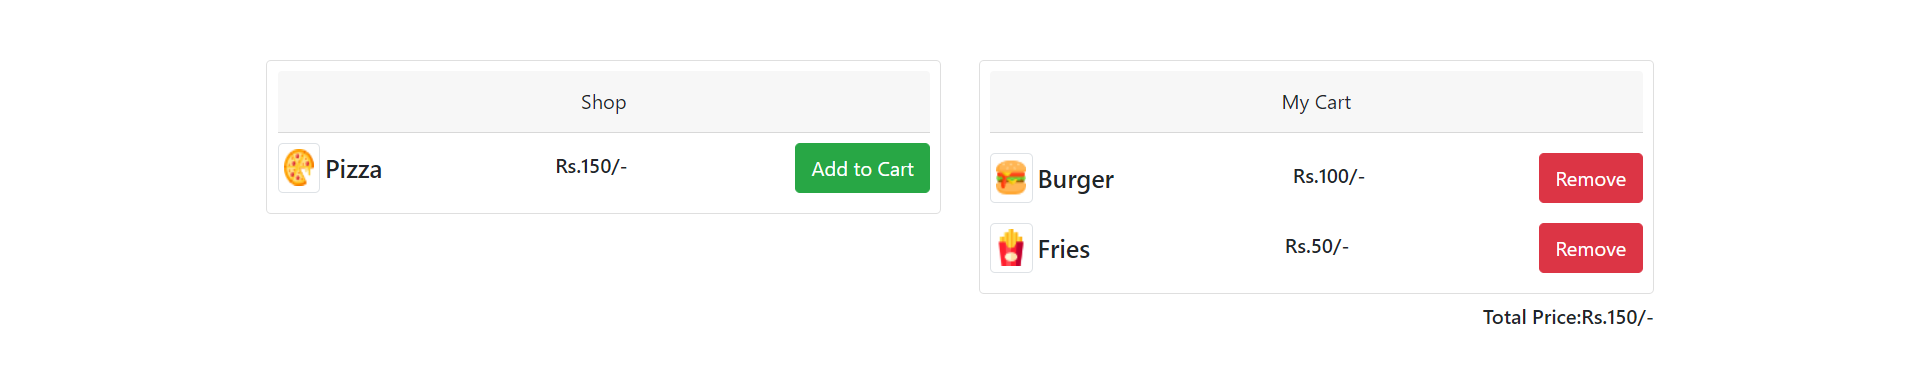 Shop
Pizza Rs.150/- Add to Cart
My Cart
Burger Rs.100/- Remove
Fries Rs.50/- Remove
Total Price:Rs.150/-